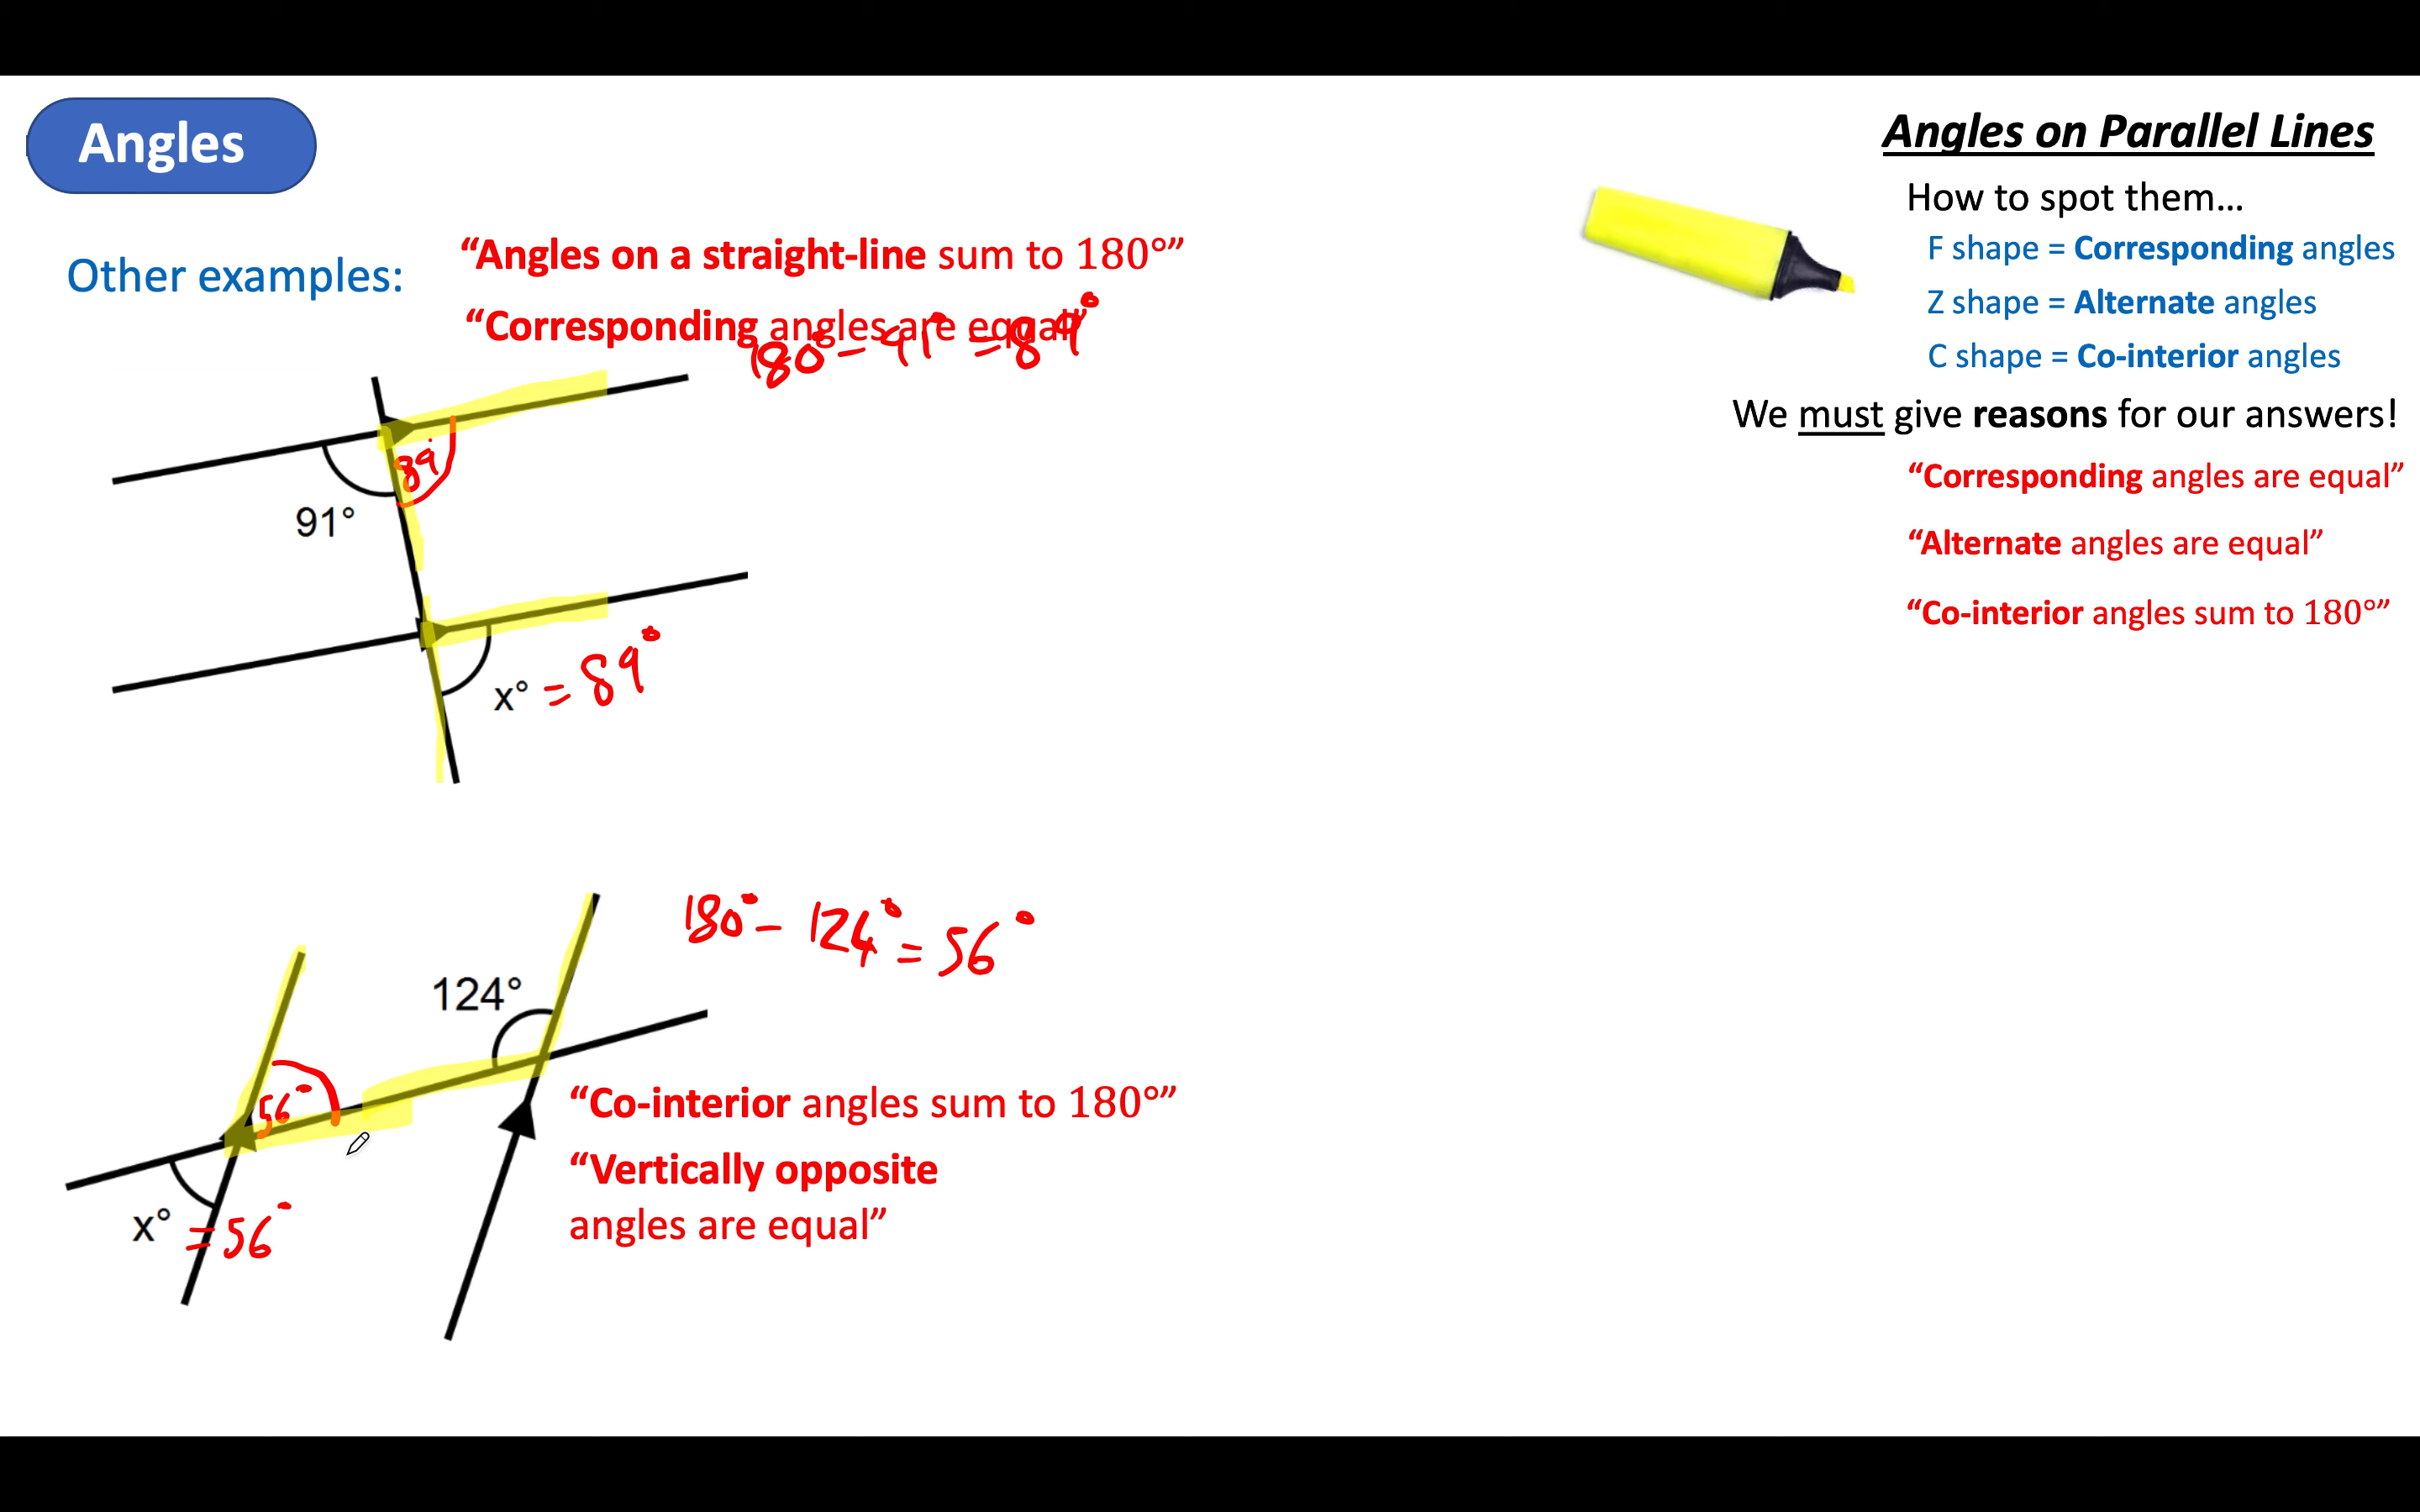 Angles
Angles on Parallel Lines
How to spot them...
F shape = Corresponding angles
Z shape = Alternate angles
C shape = Co-interior angles
We must give reasons for our answers!
“Corresponding angles are equal”
“Alternate angles are equal”
“Co-interior angles sum to 180°”
Other examples:
“Angles on a straight-line sum to 180°”
“Corresponding angles are equal”
180° - 91° = 89°
89°
91°
x° = 89°
180° - 124° = 56°
124°
56°
x° = 56°
“Co-interior angles sum to 180°”
“Vertically opposite
angles are equal”